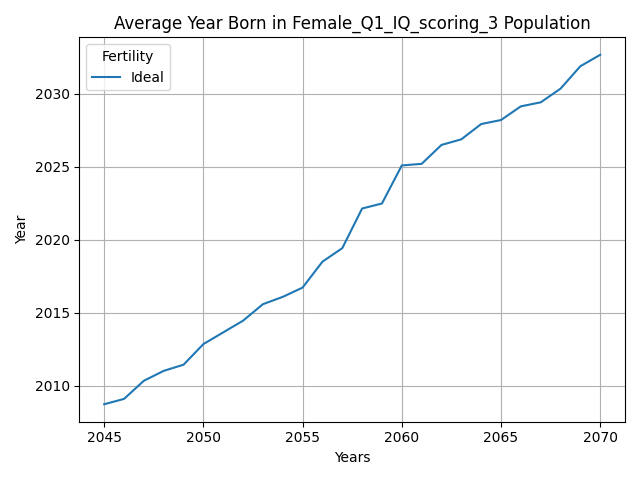 Average Year Born in Female_Q1_IQ_scoring_3 Population
Fertility
Ideal
Year
2030
2025
2020
2015
2010
2045 2050 2055 2060 2065 2070
Years